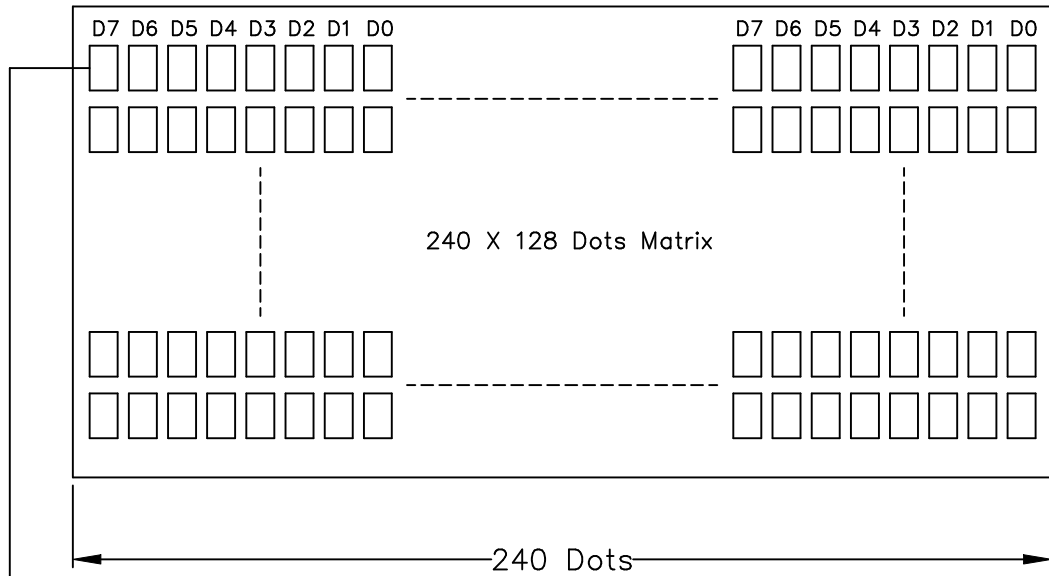 D7 D6 D5 D4 D3 D2 D1 D0 D7 D6 D5 D4 D3 D2 D1 D0
240 X 128 Dots Matrix
240 Dots